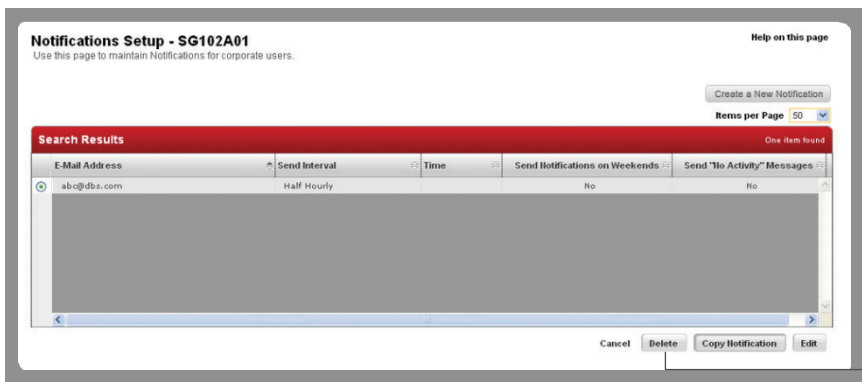 Notifications Setup - SG102A01
Help on this page
Use this page to maintain Notifications for corporate users.
Create a New Notification
Items per Page 50
Search Results One item found
E-Mail Address Send Interval Time Send Notifications on Weekends Send "No Activity" Messages
abc@dbs.com Half Hourly No No
Cancel Delete Copy Notification Edit